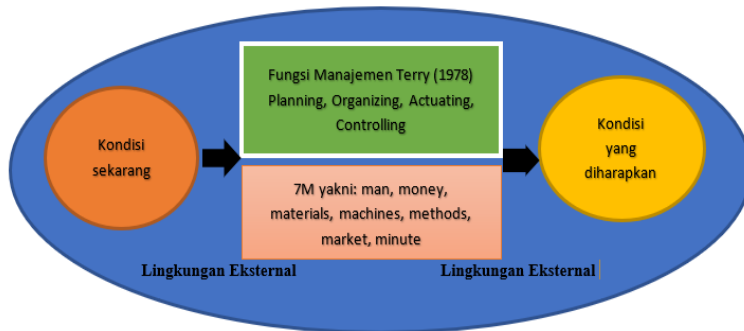 Kondisi
sekarang
Fungsi Manajemen Terry (1978)
Planning, Organizing, Actuating,
Controlling
7M yakni: man, money,
materials, machines, methods,
market, minute
Kondisi
yang
diharapkan
Lingkungan Eksternal
Lingkungan Eksternal